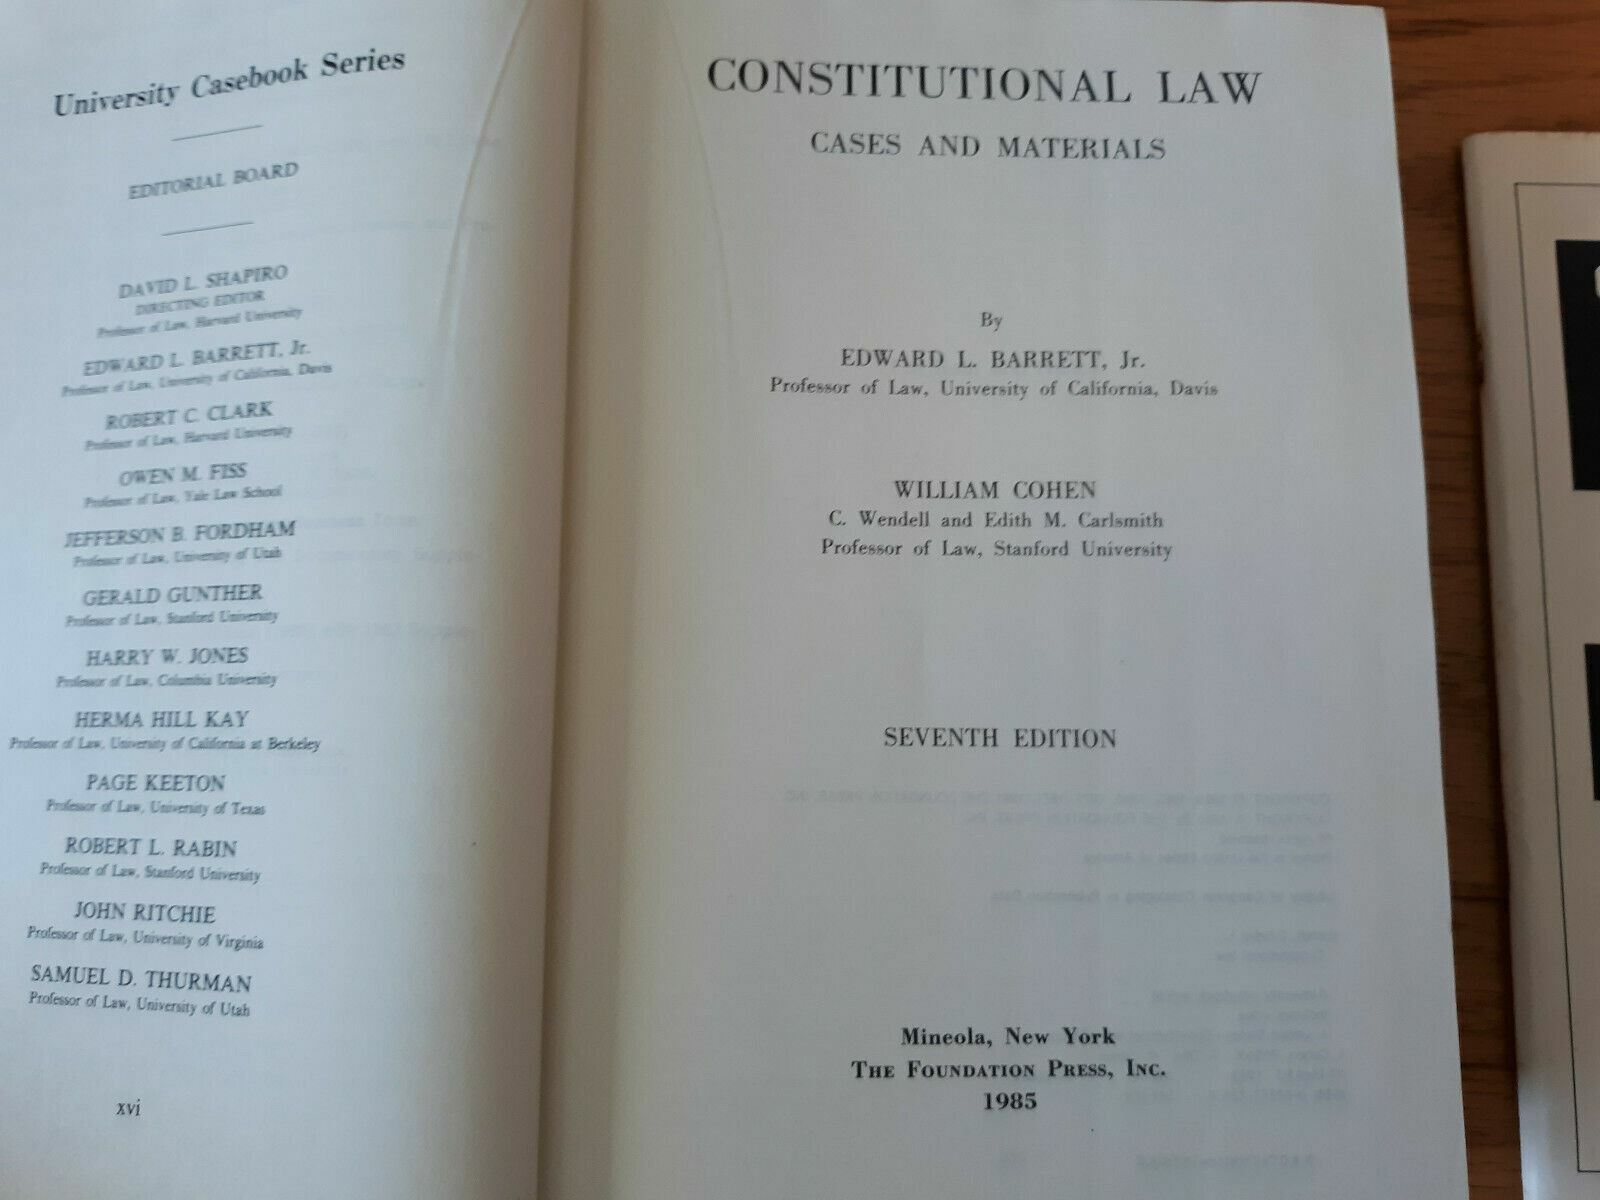 University Casebook Series
EDITORIAL BOARD
DAVID L. SHAPIRO
DIRECTING EDITOR
Professor of Law, Harvard University
EDWARD L. BARRETT, Jr.
Professor of Law, University of California, Davis
ROBERT C. CLARK
Professor of Law, Harvard University
OWEN M. FISS
Professor of Law, Yale Law School
JEFFERSON B. FORDHAM
Professor of Law, University of Utah
GERALD GUNTHER
Professor of Law, Stanford University
HARRY W. JONES
Professor of Law, Columbia University
HERMA HILL KAY
Professor of Law, University of California at Berkeley
PAGE KEETON
Professor of Law, University of Texas
ROBERT L. RABIN
Professor of Law, Stanford University
JOHN RITCHIE
Professor of Law, University of Virginia
SAMUEL D. THURMAN
Professor of Law, University of Utah
xvi
CONSTITUTIONAL LAW
CASES AND MATERIALS
By
EDWARD L. BARRETT, Jr.
Professor of Law, University of California, Davis
WILLIAM COHEN
C. Wendell and Edith M. Carlsmith
Professor of Law, Stanford University
SEVENTH EDITION
Mineola, New York
THE FOUNDATION PRESS, INC.
1985